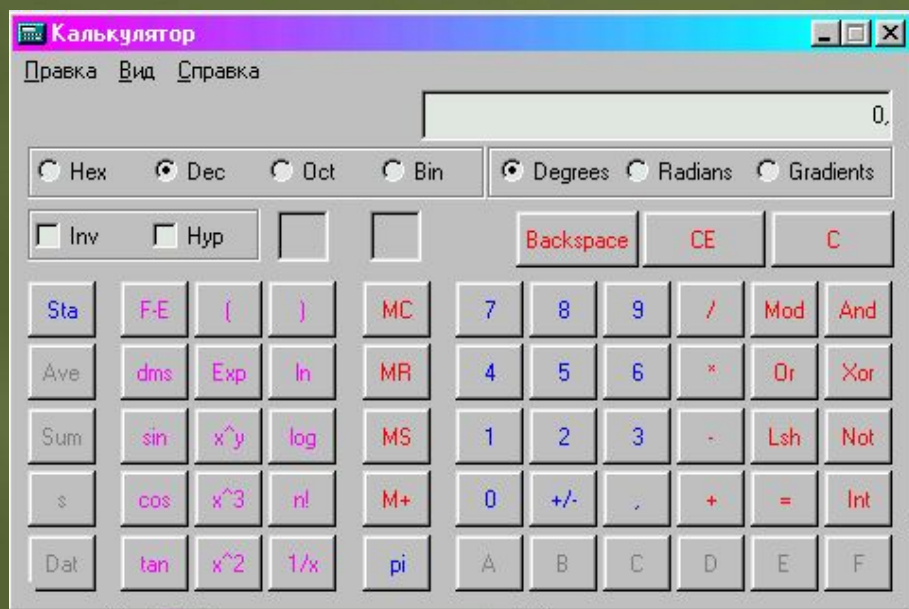 Калькулятор
Правка Вид Справка
0,
Hex Dec Oct Bin Degrees Radians Gradients
Inv Hyp Backspace CE C
Sta F-E ( ) MC 7 8 9 / Mod And
Ave dms Exp ln MR 4 5 6 * Or Xor
Sum sin x^y log MS 1 2 3 - Lsh Not
s cos x^3 n! M+ 0 +/- , + = Int
Dat tan x^2 1/x pi A B C D E F